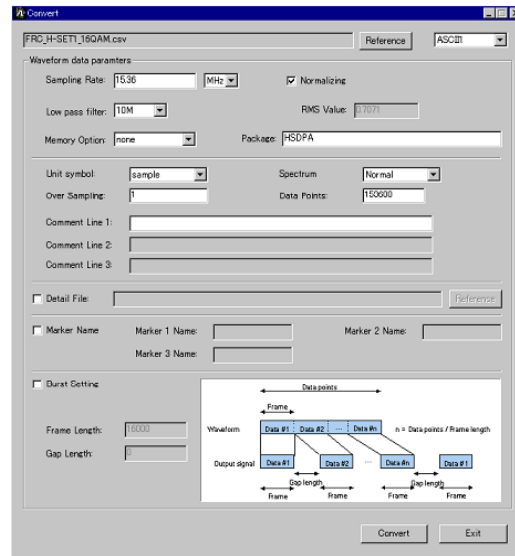 Convert
FRC_H-SET1_16QAM.csv Reference ASCII1
Waveform data paramters
Sampling Rate: 15.36 MHz Normalizing
Low pass filter: 10M RMS Value: 0.7071
Memory Option: none Package: HSDPA
Unit symbol: sample Spectrum Normal
Over Sampling: 1 Data Points: 153600
Comment Line 1:
Comment Line 2:
Comment Line 3:
Detail File: Reference
Marker Name Marker 1 Name: Marker 2 Name:
Marker 3 Name:
Burst Setting
Frame Length: 16000
Gap Length: 0
Data points
Frame
Waveform Data #1 Data #2 ... Data #n n = Data points / Frame length
Output signal Data #1 Data #2 ... Data #n Data #1
Gap length Gap length
Frame Frame Frame Frame
Convert Exit